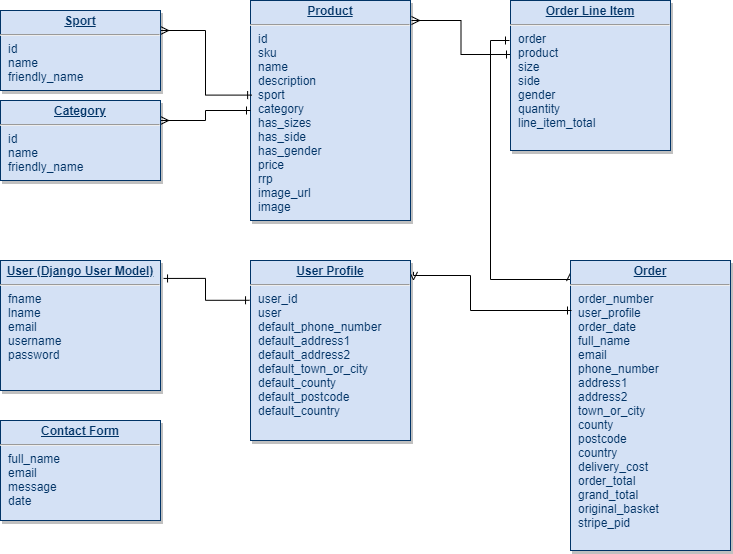 Sport
id
name
friendly_name
Category
id
name
friendly_name
Product
id
sku
name
description
sport
category
has_sizes
has_side
has_gender
price
rrp
image_url
image
Order Line Item
order
product
size
side
gender
quantity
line_item_total
User (Django User Model)
fname
lname
email
username
password
User Profile
user_id
user
default_phone_number
default_address1
default_address2
default_town_or_city
default_county
default_postcode
default_country
Order
order_number
user_profile
order_date
full_name
email
phone_number
address1
address2
town_or_city
county
postcode
country
delivery_cost
order_total
grand_total
original_basket
stripe_pid
Contact Form
full_name
email
message
date